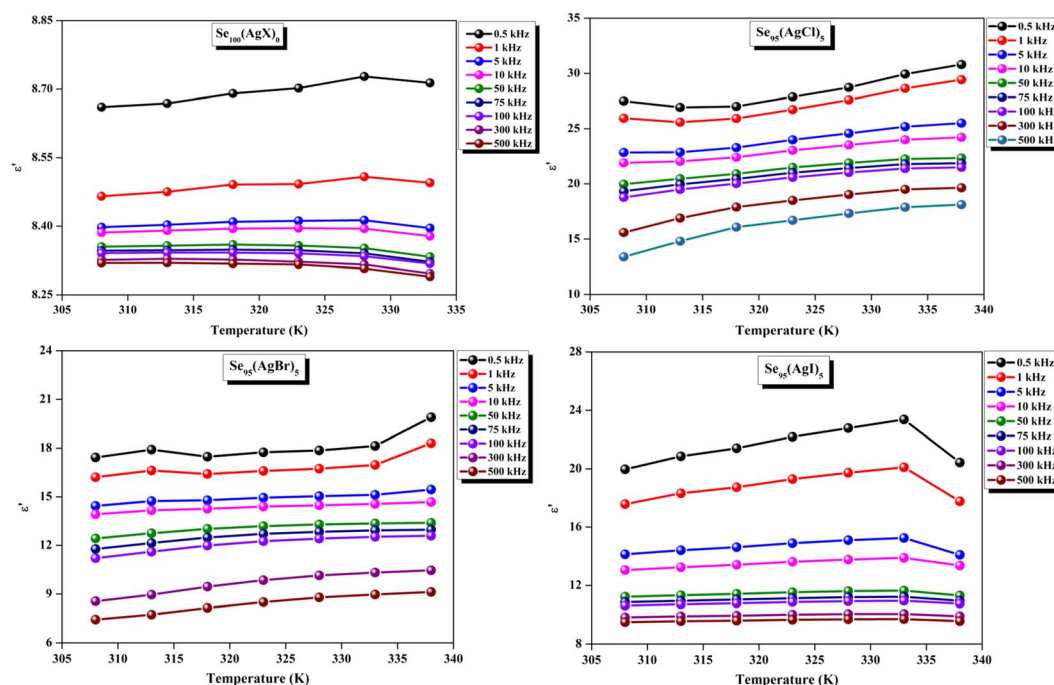 Se100(AgX)0
8.85
8.70
8.55
8.40
8.25
ε'
305 310 315 320 325 330 335
Temperature (K)
0.5 kHz
1 kHz
5 kHz
10 kHz
50 kHz
75 kHz
100 kHz
300 kHz
500 kHz
Se95(AgCl)5
35
30
25
20
15
10
ε'
305 310 315 320 325 330 335 340
Temperature (K)
0.5 kHz
1 kHz
5 kHz
10 kHz
50 kHz
75 kHz
100 kHz
300 kHz
500 kHz
Se95(AgBr)5
24
21
18
15
12
9
6
ε'
305 310 315 320 325 330 335 340
Temperature (K)
0.5 kHz
1 kHz
5 kHz
10 kHz
50 kHz
75 kHz
100 kHz
300 kHz
500 kHz
Se95(AgI)5
28
24
20
16
12
8
ε'
305 310 315 320 325 330 335 340
Temperature (K)
0.5 kHz
1 kHz
5 kHz
10 kHz
50 kHz
75 kHz
100 kHz
300 kHz
500 kHz